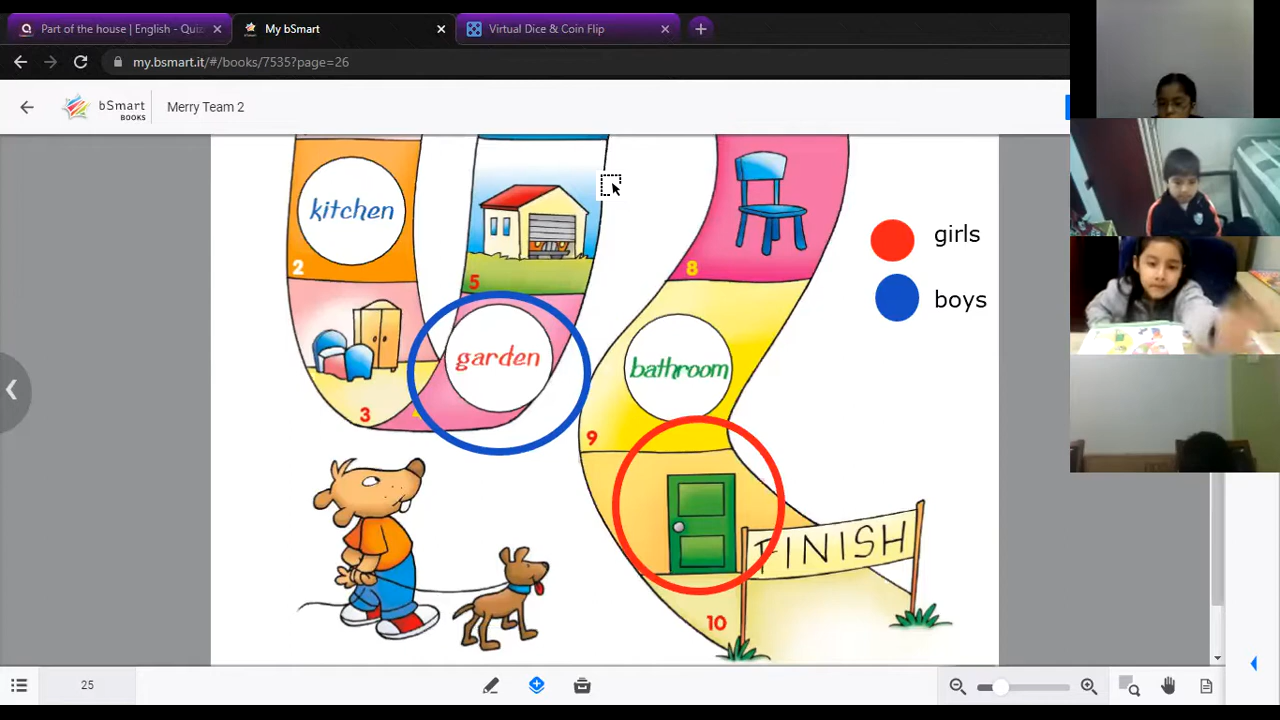 Part of the house | English - Quiz
My bSmart
Virtual Dice & Coin Flip
my.bsmart.it/#/books/7535?page=26
bSmart
BOOKS
Merry Team 2
kitchen
2
3
5
garden
8
bathroom
9
10
FINISH
girls
boys
25